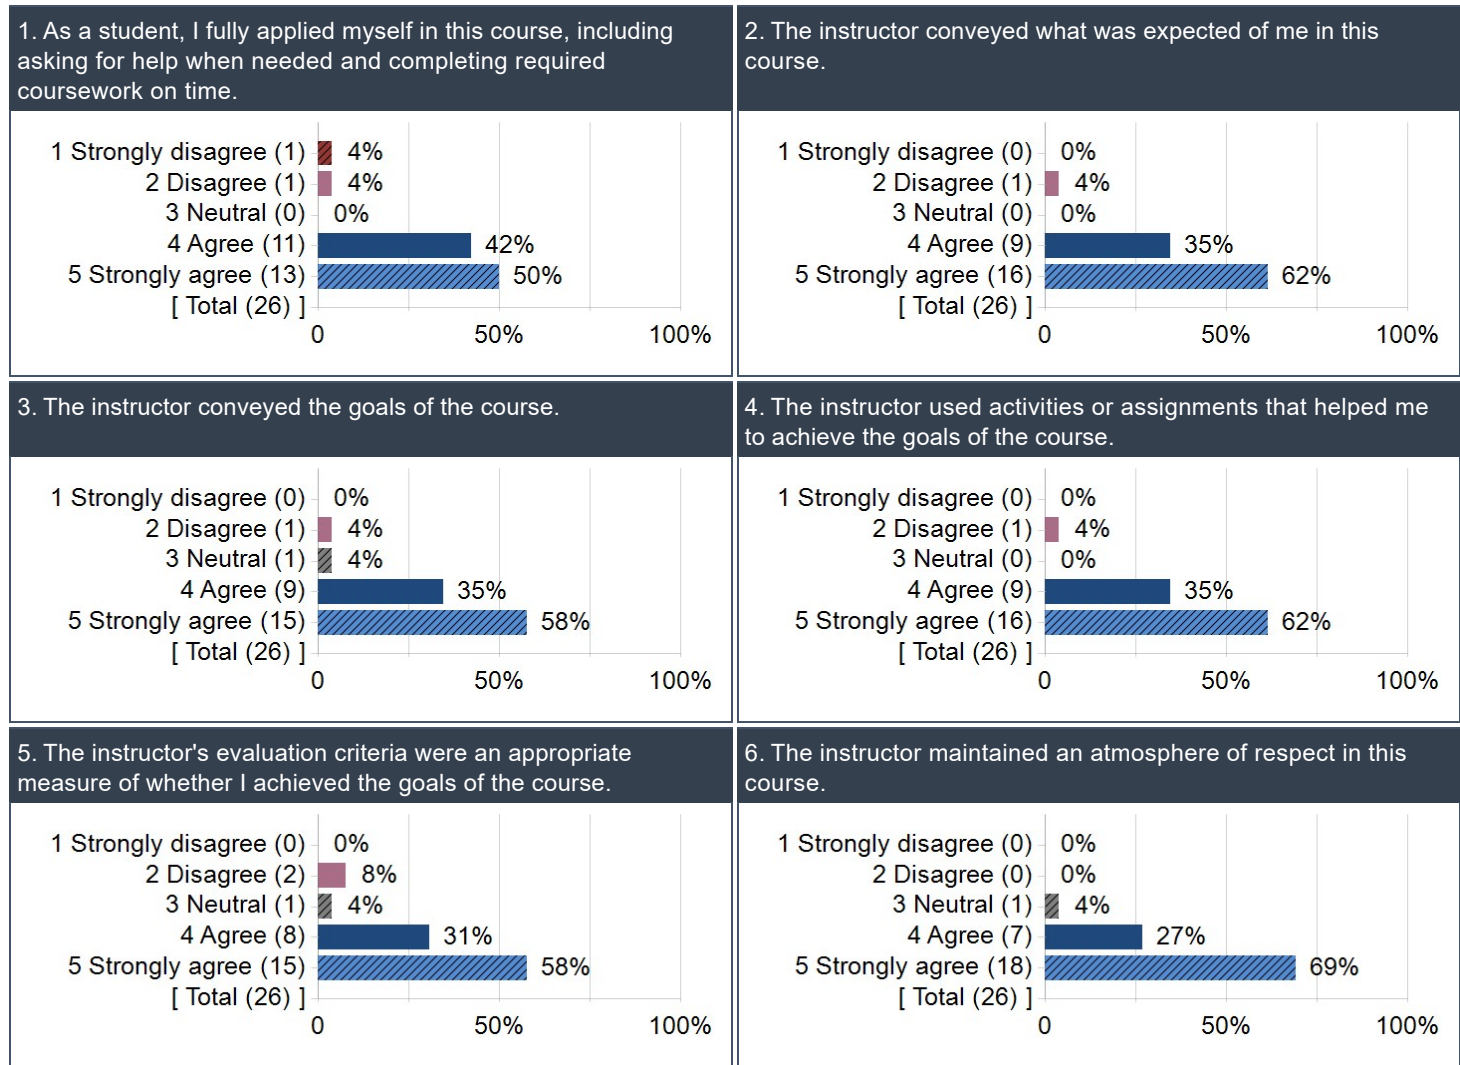 1. As a student, I fully applied myself in this course, including
asking for help when needed and completing required
coursework on time.
1 Strongly disagree (1) 4%
2 Disagree (1) 4%
3 Neutral (0) 0%
4 Agree (11) 42%
5 Strongly agree (13) 50%
[ Total (26) ]
0 50% 100%
2. The instructor conveyed what was expected of me in this
course.
1 Strongly disagree (0) 0%
2 Disagree (1) 4%
3 Neutral (0) 0%
4 Agree (9) 35%
5 Strongly agree (16) 62%
[ Total (26) ]
0 50% 100%
3. The instructor conveyed the goals of the course.
1 Strongly disagree (0) 0%
2 Disagree (1) 4%
3 Neutral (1) 4%
4 Agree (9) 35%
5 Strongly agree (15) 58%
[ Total (26) ]
0 50% 100%
4. The instructor used activities or assignments that helped me
to achieve the goals of the course.
1 Strongly disagree (0) 0%
2 Disagree (1) 4%
3 Neutral (0) 0%
4 Agree (9) 35%
5 Strongly agree (16) 62%
[ Total (26) ]
0 50% 100%
5. The instructor's evaluation criteria were an appropriate
measure of whether I achieved the goals of the course.
1 Strongly disagree (0) 0%
2 Disagree (2) 8%
3 Neutral (1) 4%
4 Agree (8) 31%
5 Strongly agree (15) 58%
[ Total (26) ]
0 50% 100%
6. The instructor maintained an atmosphere of respect in this
course.
1 Strongly disagree (0) 0%
2 Disagree (0) 0%
3 Neutral (1) 4%
4 Agree (7) 27%
5 Strongly agree (18) 69%
[ Total (26) ]
0 50% 100%